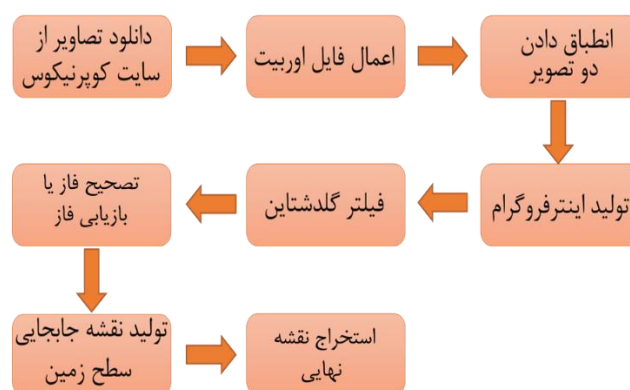 دانلود تصاویر از
سایت کوپرنیکوس
اعمال فایل اوربیت
انطباق دادن
دو تصویر
تولید اینترفروگرام
فیلتر گلدشتاین
تصحیح فاز یا
بازیابی فاز
تولید نقشه جابجایی
سطح زمین
استخراج نقشه
نهایی